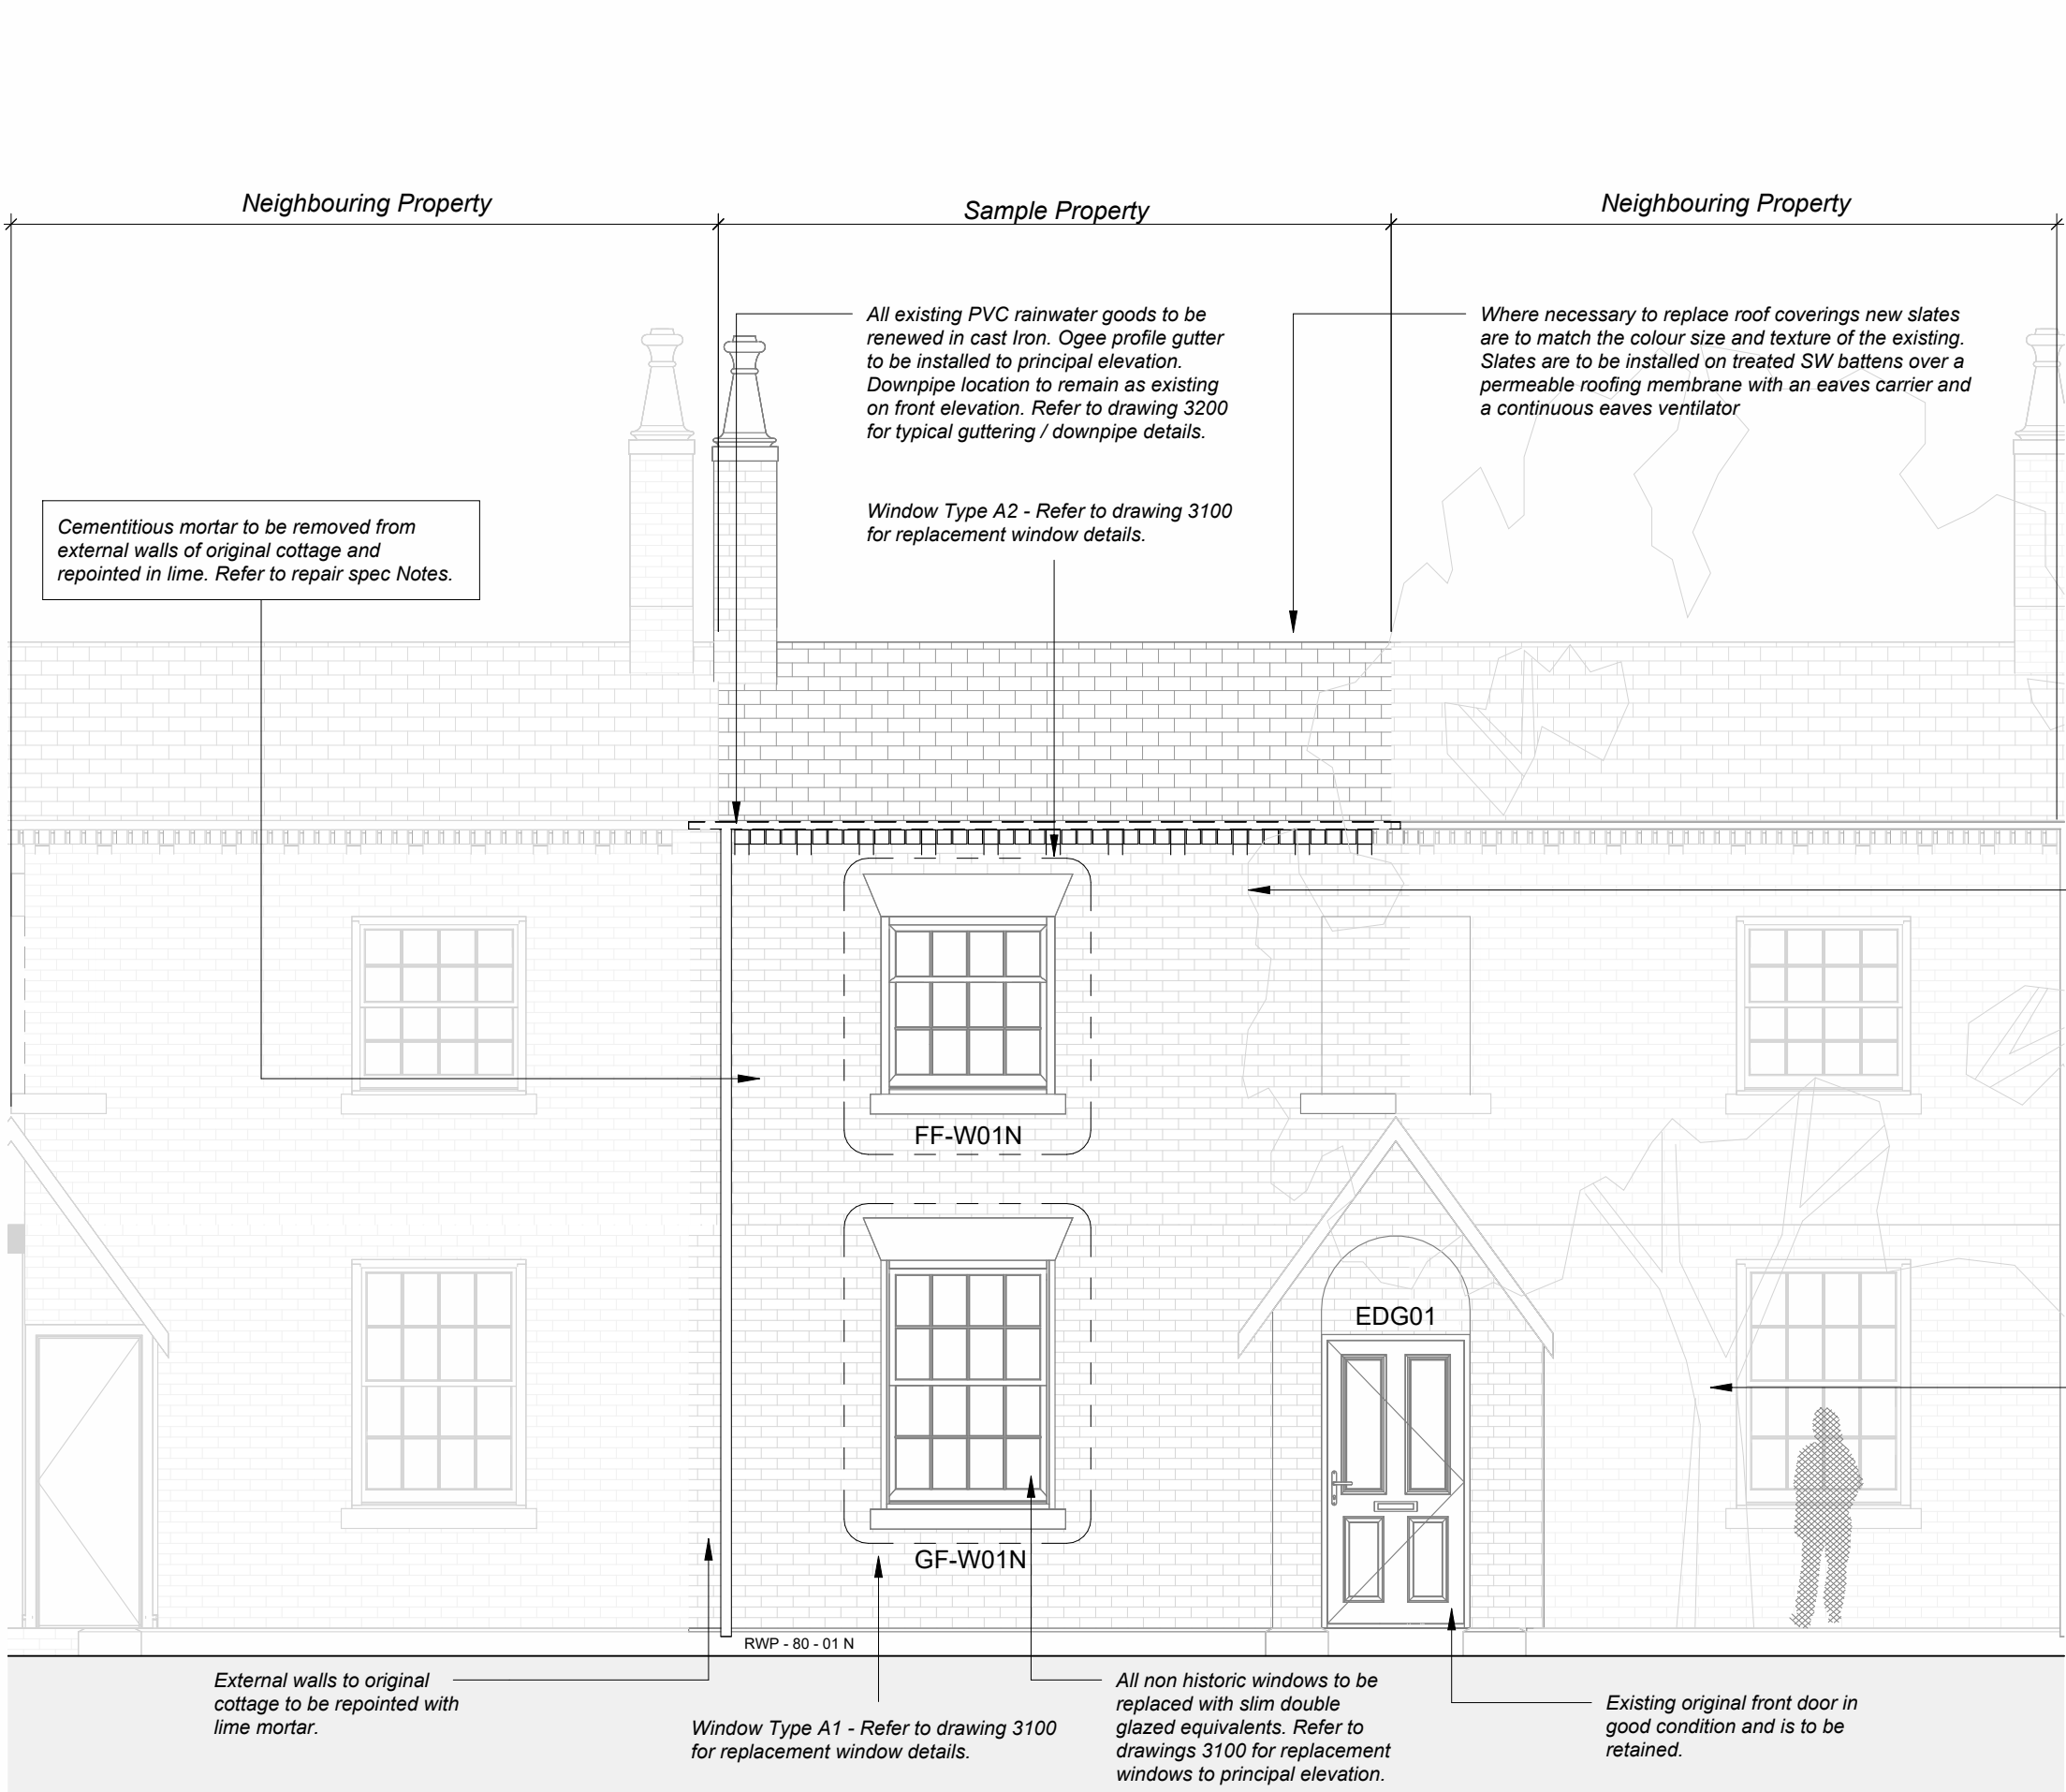 Neighbouring Property
Sample Property
Neighbouring Property
All existing PVC rainwater goods to be
renewed in cast Iron. Ogee profile gutter
to be installed to principal elevation.
Downpipe location to remain as existing
on front elevation. Refer to drawing 3200
for typical guttering / downpipe details.
Where necessary to replace roof coverings new slates
are to match the colour size and texture of the existing.
Slates are to be installed on treated SW battens over a
permeable roofing membrane with an eaves carrier and
a continuous eaves ventilator
Window Type A2 - Refer to drawing 3100
for replacement window details.
Cementitious mortar to be removed from
external walls of original cottage and
repointed in lime. Refer to repair spec Notes.
FF-W01N
EDG01
GF-W01N
RWP - 80 - 01 N
External walls to original
cottage to be repointed with
lime mortar.
Window Type A1 - Refer to drawing 3100
for replacement window details.
All non historic windows to be
replaced with slim double
glazed equivalents. Refer to
drawings 3100 for replacement
windows to principal elevation.
Existing original front door in
good condition and is to be
retained.